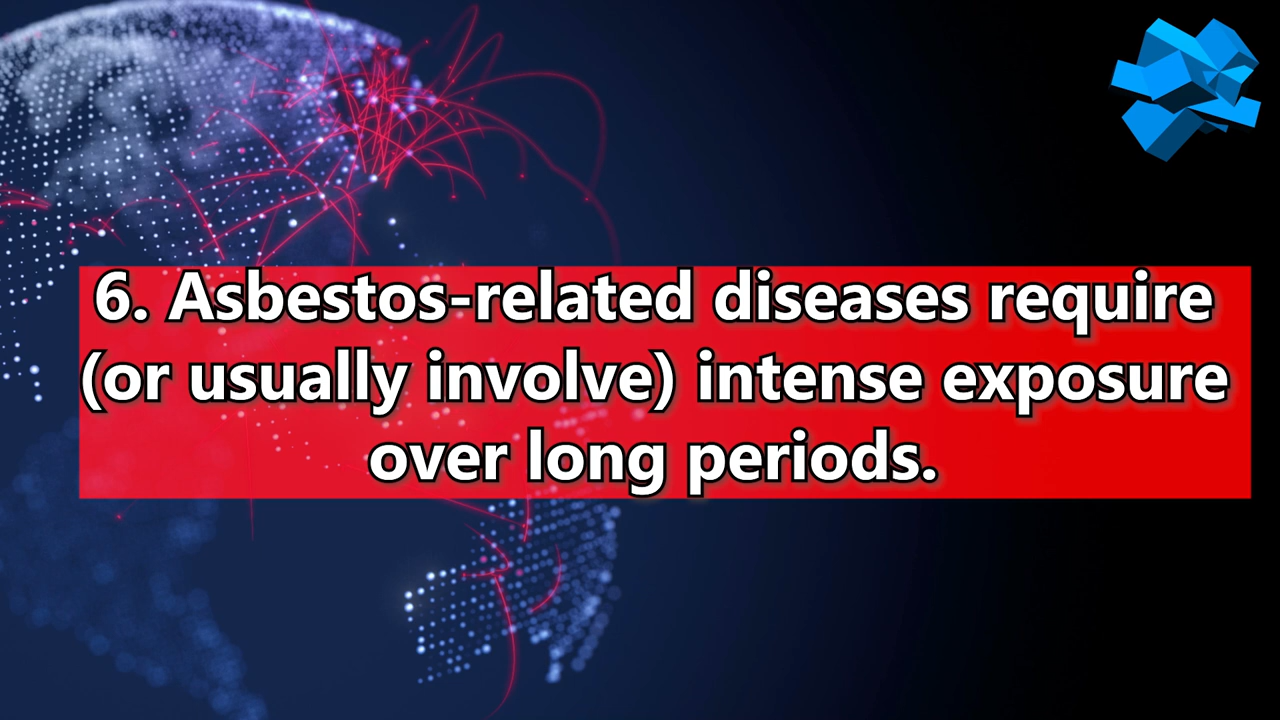 6. Asbestos-related diseases require
(or usually involve) intense exposure
over long periods.